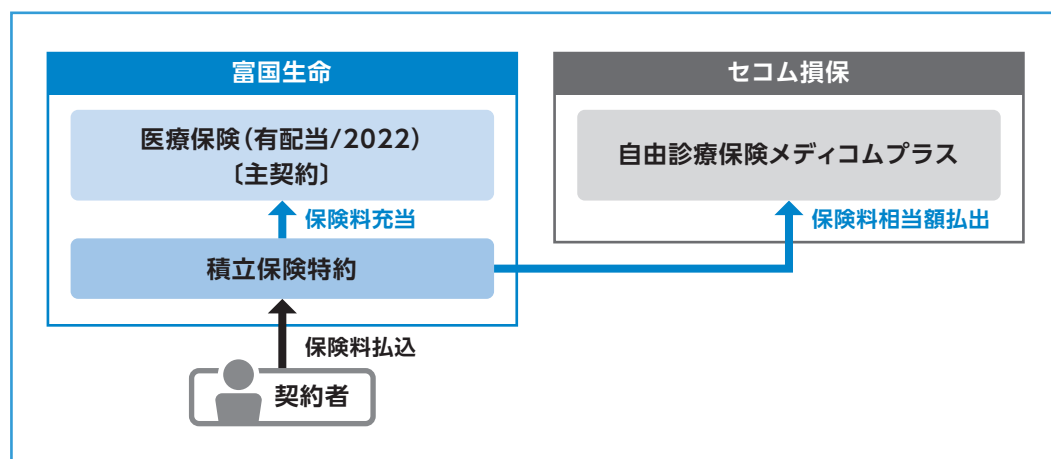 富国生命
医療保険(有配当/2022)
〔主契約〕
保険料充当
積立保険特約
保険料払込
契約者
セコム損保
自由診療保険メディコムプラス
保険料相当額払出